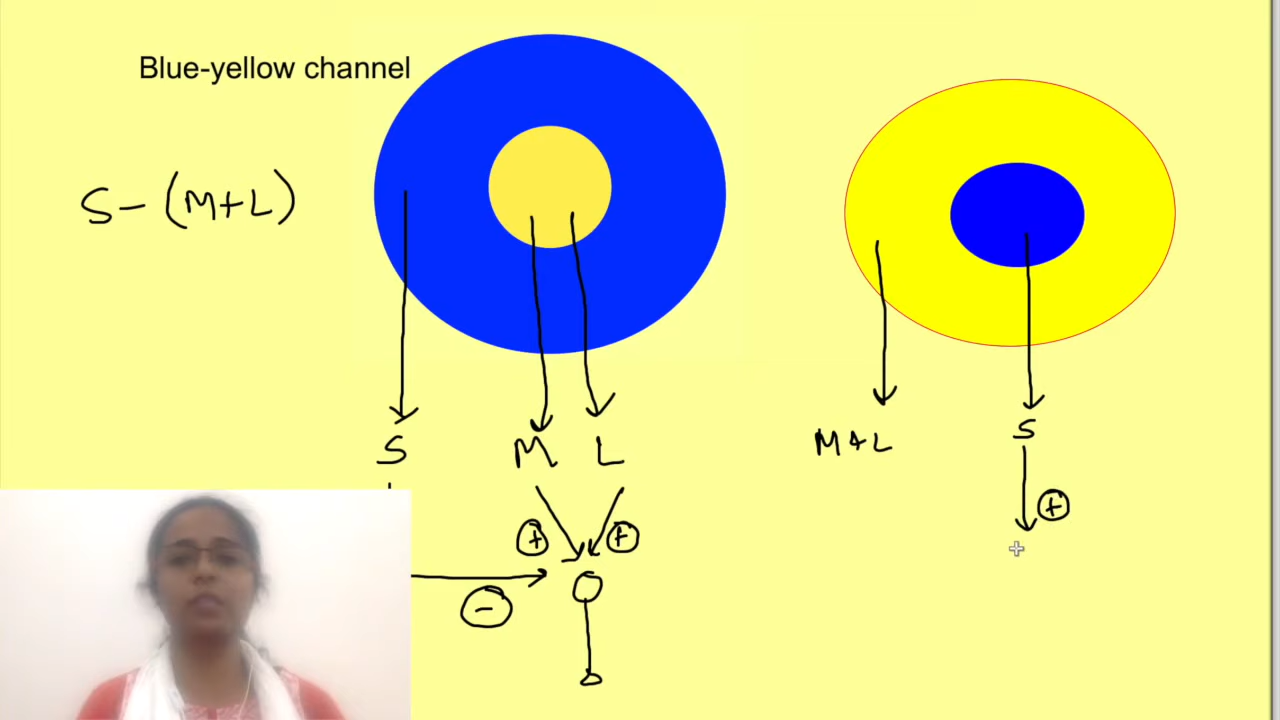 Blue-yellow channel
S - (M+L)
S M L
M+L S
+ + +
-